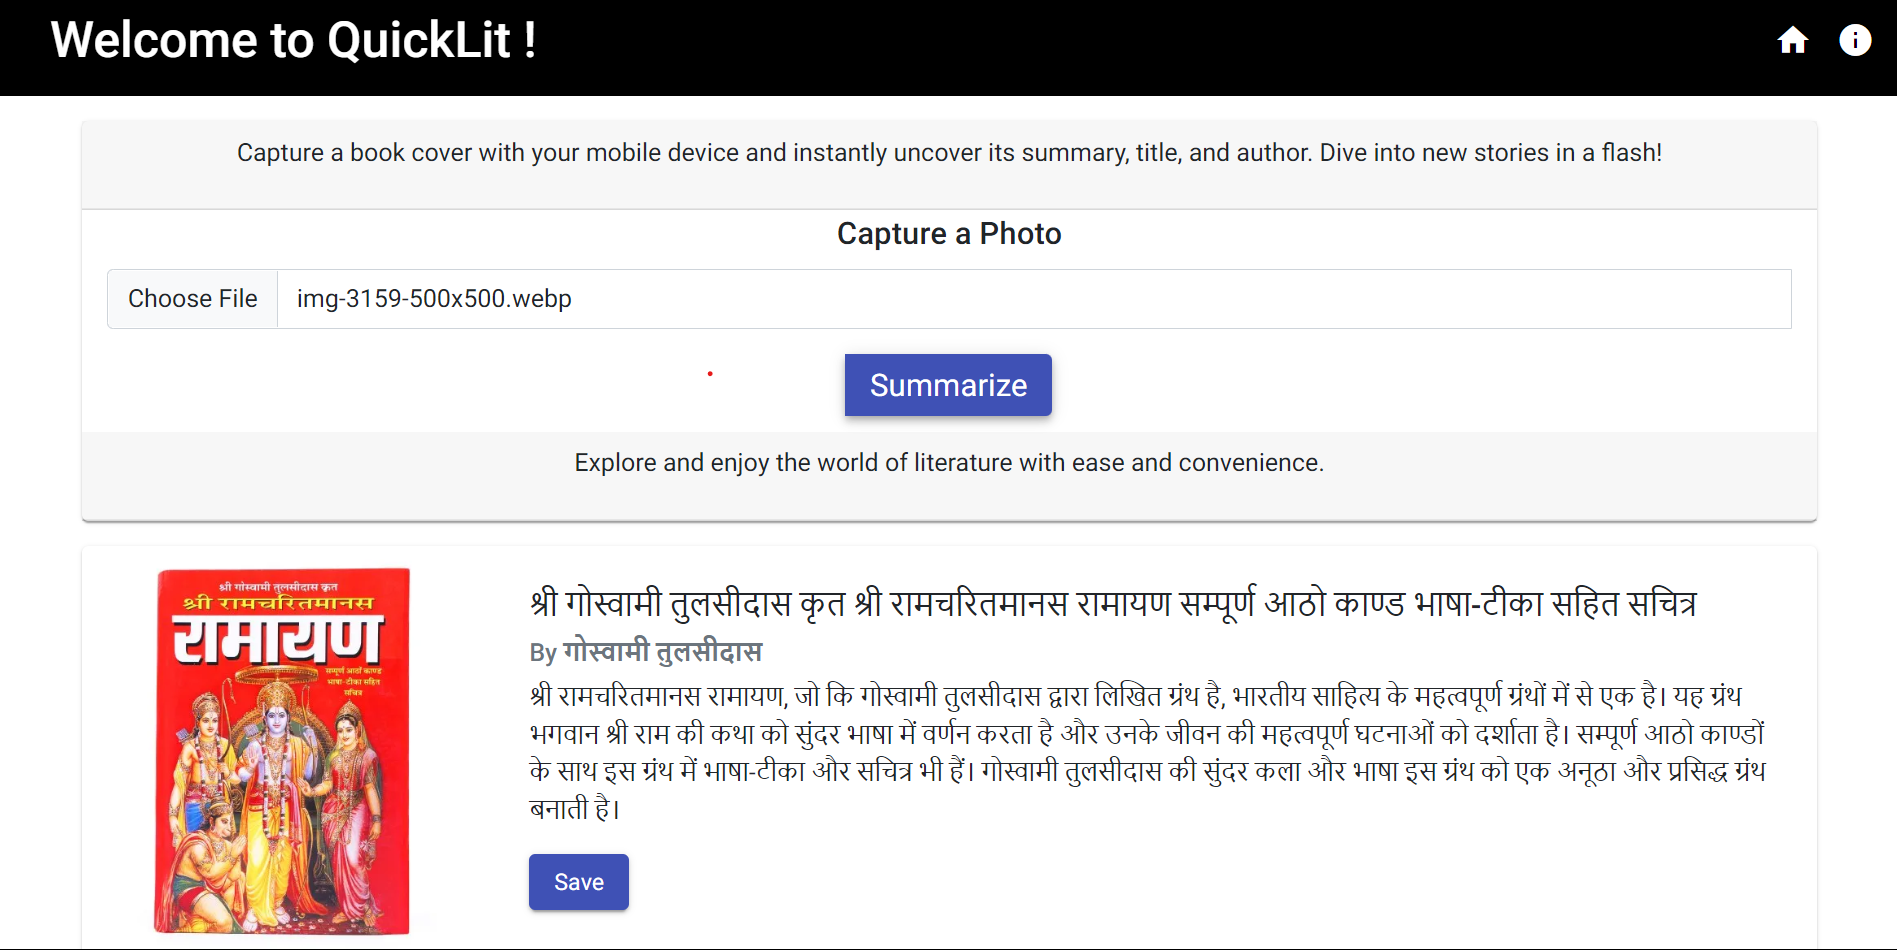 Welcome to QuickLit !
Capture a book cover with your mobile device and instantly uncover its summary, title, and author. Dive into new stories in a flash!
Capture a Photo
Choose File img-3159-500x500.webp
Summarize
Explore and enjoy the world of literature with ease and convenience.
श्री गोस्वामी तुलसीदास कृत
श्री रामचरितमानस
रामायण
सम्पूर्ण आठों काण्ड
भाषा-टीका सहित
सचित्र
श्री गोस्वामी तुलसीदास कृत श्री रामचरितमानस रामायण सम्पूर्ण आठो काण्ड भाषा-टीका सहित सचित्र
By गोस्वामी तुलसीदास
श्री रामचरितमानस रामायण, जो कि गोस्वामी तुलसीदास द्वारा लिखित ग्रंथ है, भारतीय साहित्य के महत्वपूर्ण ग्रंथों में से एक है। यह ग्रंथ
भगवान श्री राम की कथा को सुंदर भाषा में वर्णन करता है और उनके जीवन की महत्वपूर्ण घटनाओं को दर्शाता है। सम्पूर्ण आठो काण्डों
के साथ इस ग्रंथ में भाषा-टीका और सचित्र भी हैं। गोस्वामी तुलसीदास की सुंदर कला और भाषा इस ग्रंथ को एक अनूठा और प्रसिद्ध ग्रंथ
बनाती है।
Save